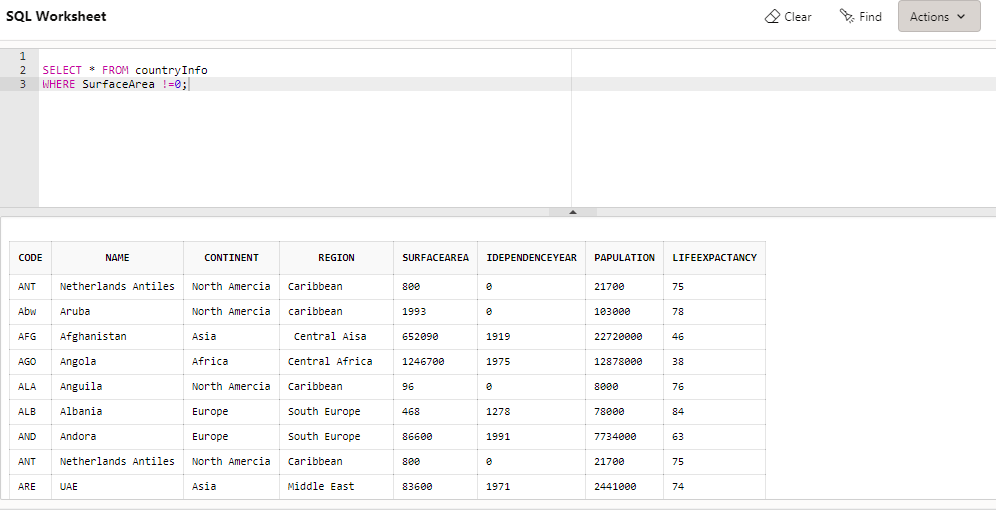 SQL Worksheet
Clear Find Actions
1
2 SELECT * FROM countryInfo
3 WHERE SurfaceArea !=0;
CODE NAME CONTINENT REGION SURFACEAREA IDEPENDENCEYEAR PAPULATION LIFEEXPACTANCY
ANT Netherlands Antiles North Amercia Caribbean 800 0 21700 75
Abw Aruba North Amercia caribbean 1993 0 103000 78
AFG Afghanistan Asia Central Aisa 652090 1919 22720000 46
AGO Angola Africa Central Africa 1246700 1975 12878000 38
ALA Anguila North Amercia Caribbean 96 0 8000 76
ALB Albania Europe South Europe 468 1278 78000 84
AND Andora Europe South Europe 86600 1991 7734000 63
ANT Netherlands Antiles North Amercia Caribbean 800 0 21700 75
ARE UAE Asia Middle East 83600 1971 2441000 74